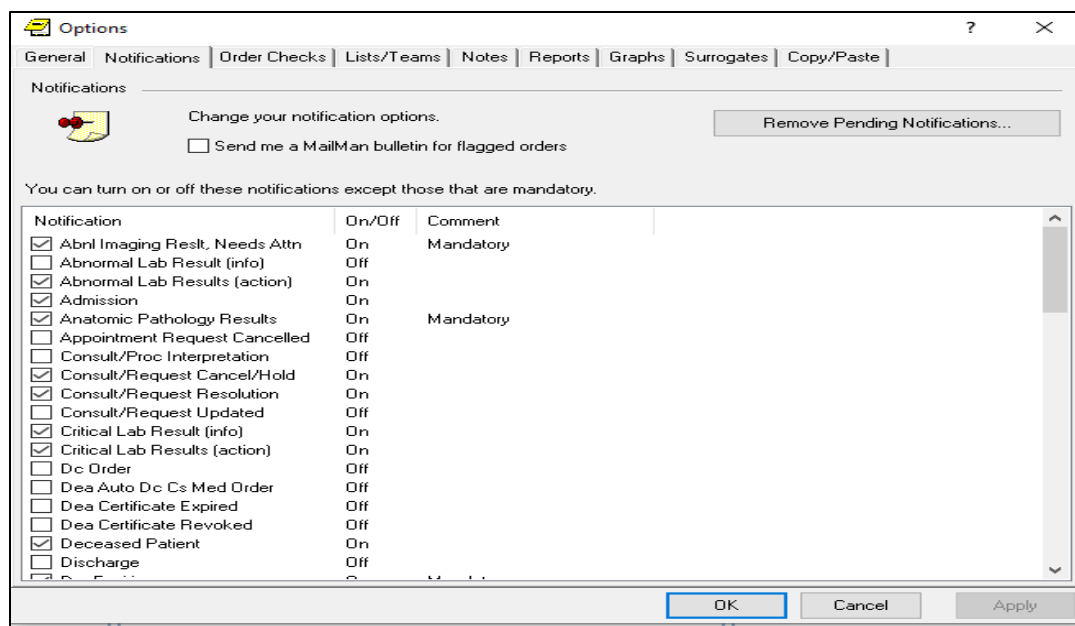 Options ?
General Notifications Order Checks Lists/Teams Notes Reports Graphs Surrogates Copy/Paste
Notifications
Change your notification options.
Remove Pending Notifications...
Send me a MailMan bulletin for flagged orders
You can turn on or off these notifications except those that are mandatory.
Notification On/Off Comment
Abnl Imaging Reslt, Needs Attn On Mandatory
Abnormal Lab Result (info) Off
Abnormal Lab Results (action) On
Admission On
Anatomic Pathology Results On Mandatory
Appointment Request Cancelled Off
Consult/Proc Interpretation Off
Consult/Request Cancel/Hold On
Consult/Request Resolution On
Consult/Request Updated Off
Critical Lab Result (info) On
Critical Lab Results (action) On
Dc Order Off
Dea Auto Dc Cs Med Order Off
Dea Certificate Expired Off
Dea Certificate Revoked Off
Deceased Patient On
Discharge Off
OK Cancel Apply